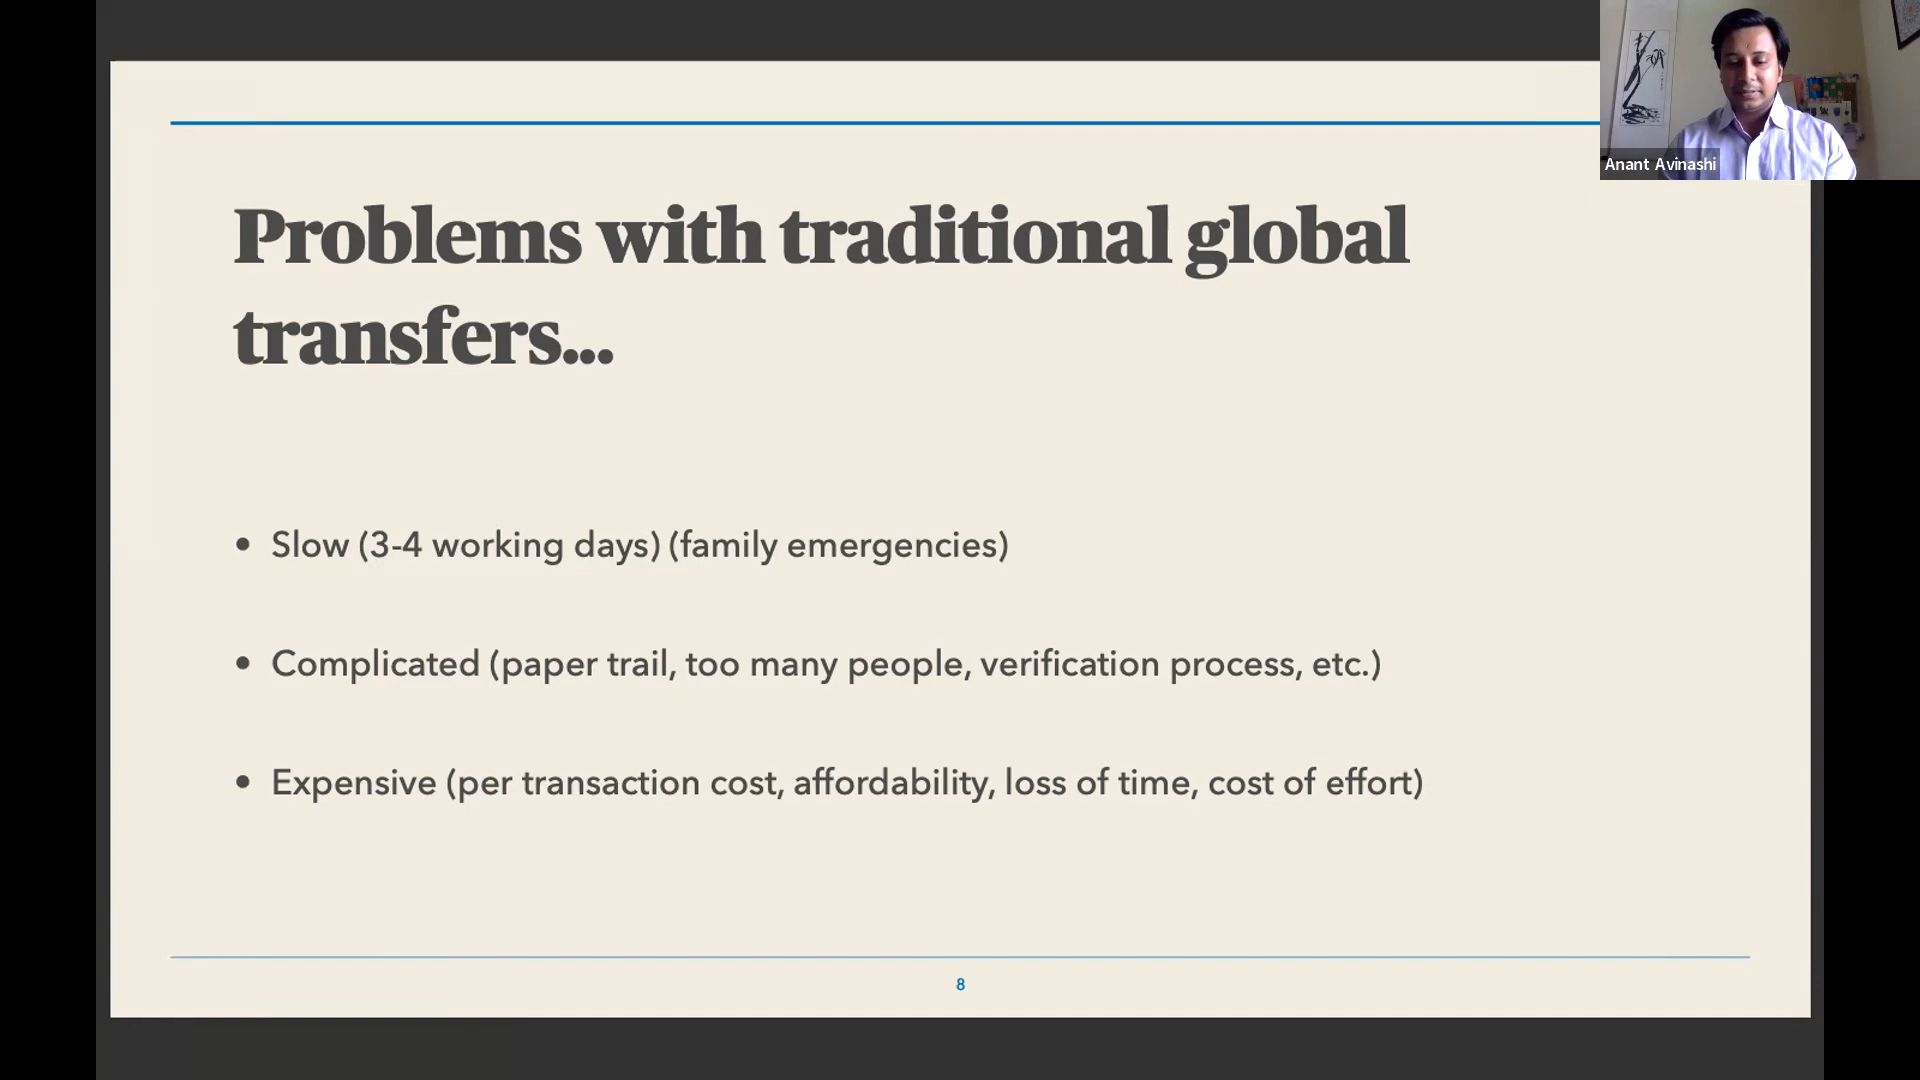 Anant Avinashi
Problems with traditional global
transfers...
• Slow (3-4 working days) (family emergencies)
• Complicated (paper trail, too many people, verification process, etc.)
• Expensive (per transaction cost, affordability, loss of time, cost of effort)
8